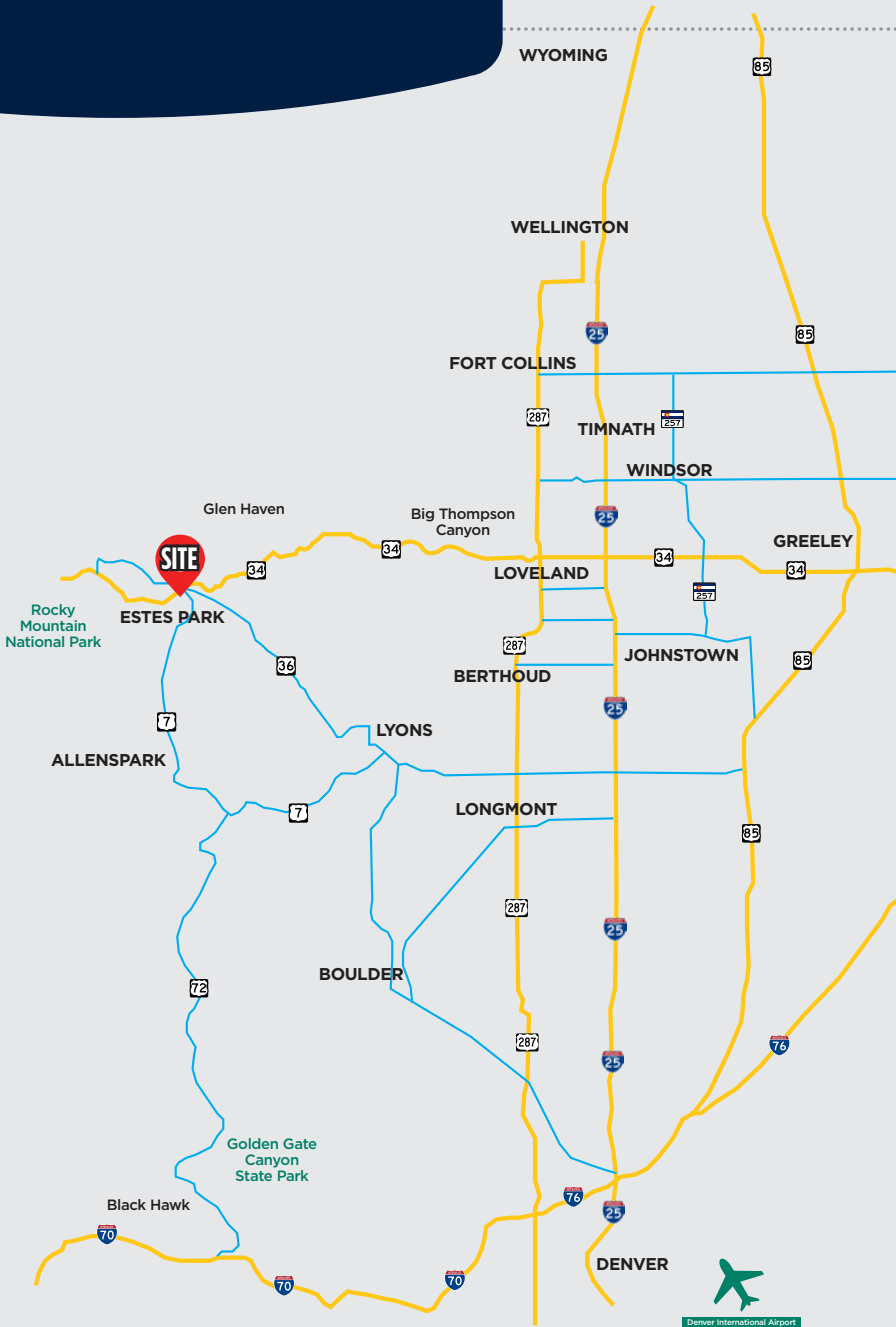 WYOMING
85
WELLINGTON
25
85
FORT COLLINS
287
TIMNATH
257
WINDSOR
Glen Haven
Big Thompson
Canyon
25
34
34
34
GREELEY
34
SITE
LOVELAND
257
Rocky
Mountain
National Park
ESTES PARK
287
36
JOHNSTOWN
85
BERTHOUD
25
7
LYONS
ALLENSPARK
7
LONGMONT
85
287
25
BOULDER
72
287
25
76
Golden Gate
Canyon
State Park
Black Hawk
76
25
70
70
70
DENVER
Denver International Airport